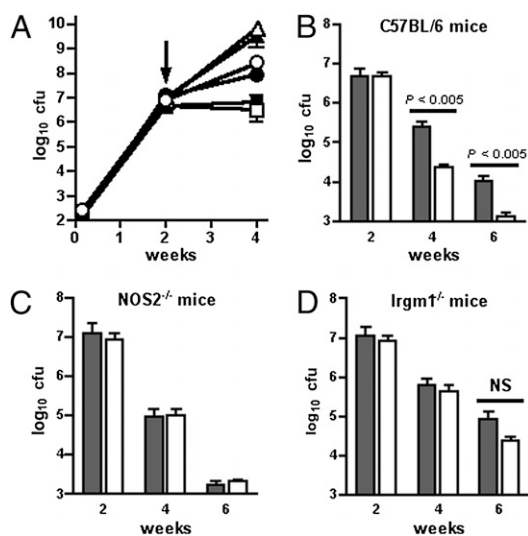 A
log10 cfu
10
9
8
7
6
5
4
3
2
0 1 2 3 4
weeks
B
C57BL/6 mice
log10 cfu
8
7
6
5
4
3
P < 0.005
P < 0.005
2 4 6
weeks
C
NOS2-/- mice
log10 cfu
8
7
6
5
4
3
2 4 6
weeks
D
Irgm1-/- mice
log10 cfu
8
7
6
5
4
3
NS
2 4 6
weeks